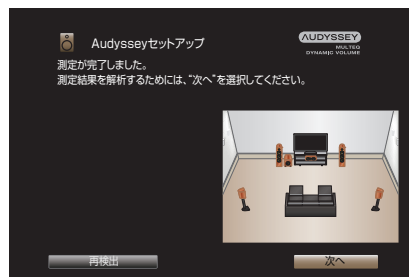 Audysseyセットアップ
AUDYSSEY
MULTEQ
DYNAMIC VOLUME
測定が完了しました。
測定結果を解析するためには、“次へ”を選択してください。
再検出
次へ